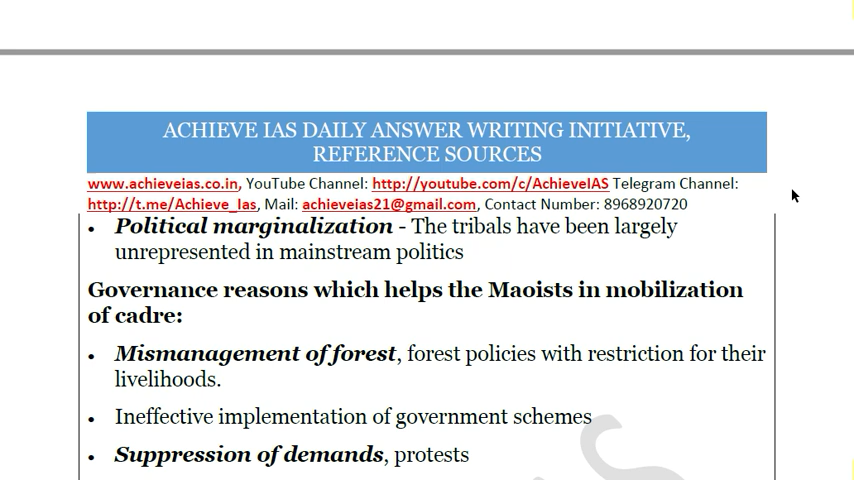 ACHIEVE IAS DAILY ANSWER WRITING INITIATIVE,
REFERENCE SOURCES
www.achieveias.co.in, YouTube Channel: http://youtube.com/c/AchieveIAS Telegram Channel:
http://t.me/Achieve_Ias, Mail: achieveias21@gmail.com, Contact Number: 8968920720
• Political marginalization - The tribals have been largely
unrepresented in mainstream politics
Governance reasons which helps the Maoists in mobilization
of cadre:
• Mismanagement of forest, forest policies with restriction for their
livelihoods.
• Ineffective implementation of government schemes
• Suppression of demands, protests